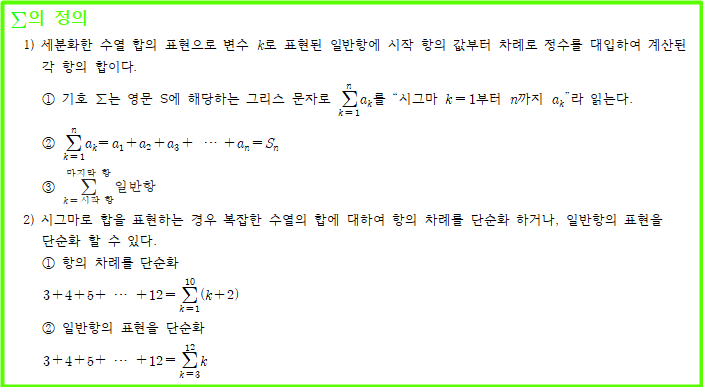 ∑의 정의
1) 세분화한 수열 합의 표현으로 변수 k로 표현된 일반항에 시작 항의 값부터 차례로 정수를 대입하여 계산된
각 항의 합이다.
① 기호 ∑는 영문 S에 해당하는 그리스 문자로 \sum_{k=1}^{n} a_k를 “시그마 k=1부터 n까지 a_k”라 읽는다.
② \sum_{k=1}^{n} a_k = a_1+a_2+a_3+ ⋯ +a_n = S_n
③ \sum_{k=시작 항}^{마지막 항} 일반항
2) 시그마로 합을 표현하는 경우 복잡한 수열의 합에 대하여 항의 차례를 단순화 하거나, 일반항의 표현을
단순화 할 수 있다.
① 항의 차례를 단순화
3+4+5+ ⋯ +12 = \sum_{k=1}^{10} (k+2)
② 일반항의 표현을 단순화
3+4+5+ ⋯ +12 = \sum_{k=3}^{12} k